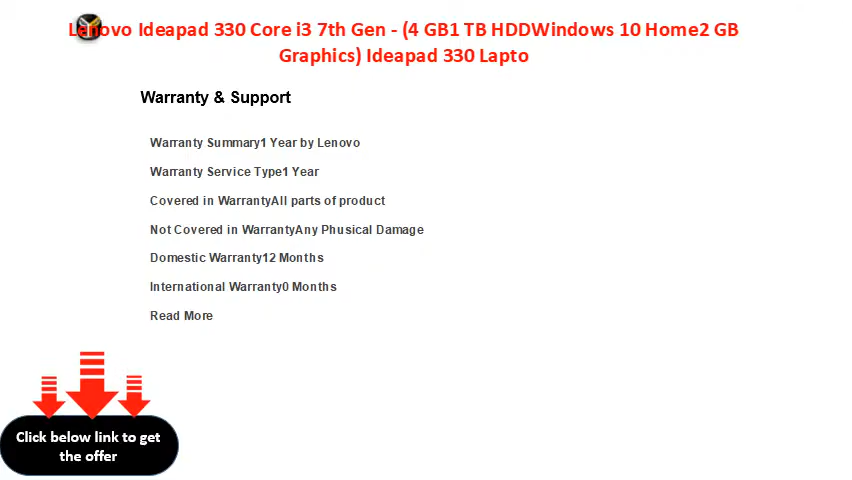 Lenovo Ideapad 330 Core i3 7th Gen - (4 GB1 TB HDDWindows 10 Home2 GB
Graphics) Ideapad 330 Lapto
Warranty & Support
Warranty Summary1 Year by Lenovo
Warranty Service Type1 Year
Covered in WarrantyAll parts of product
Not Covered in WarrantyAny Phusical Damage
Domestic Warranty12 Months
International Warranty0 Months
Read More
Click below link to get
the offer